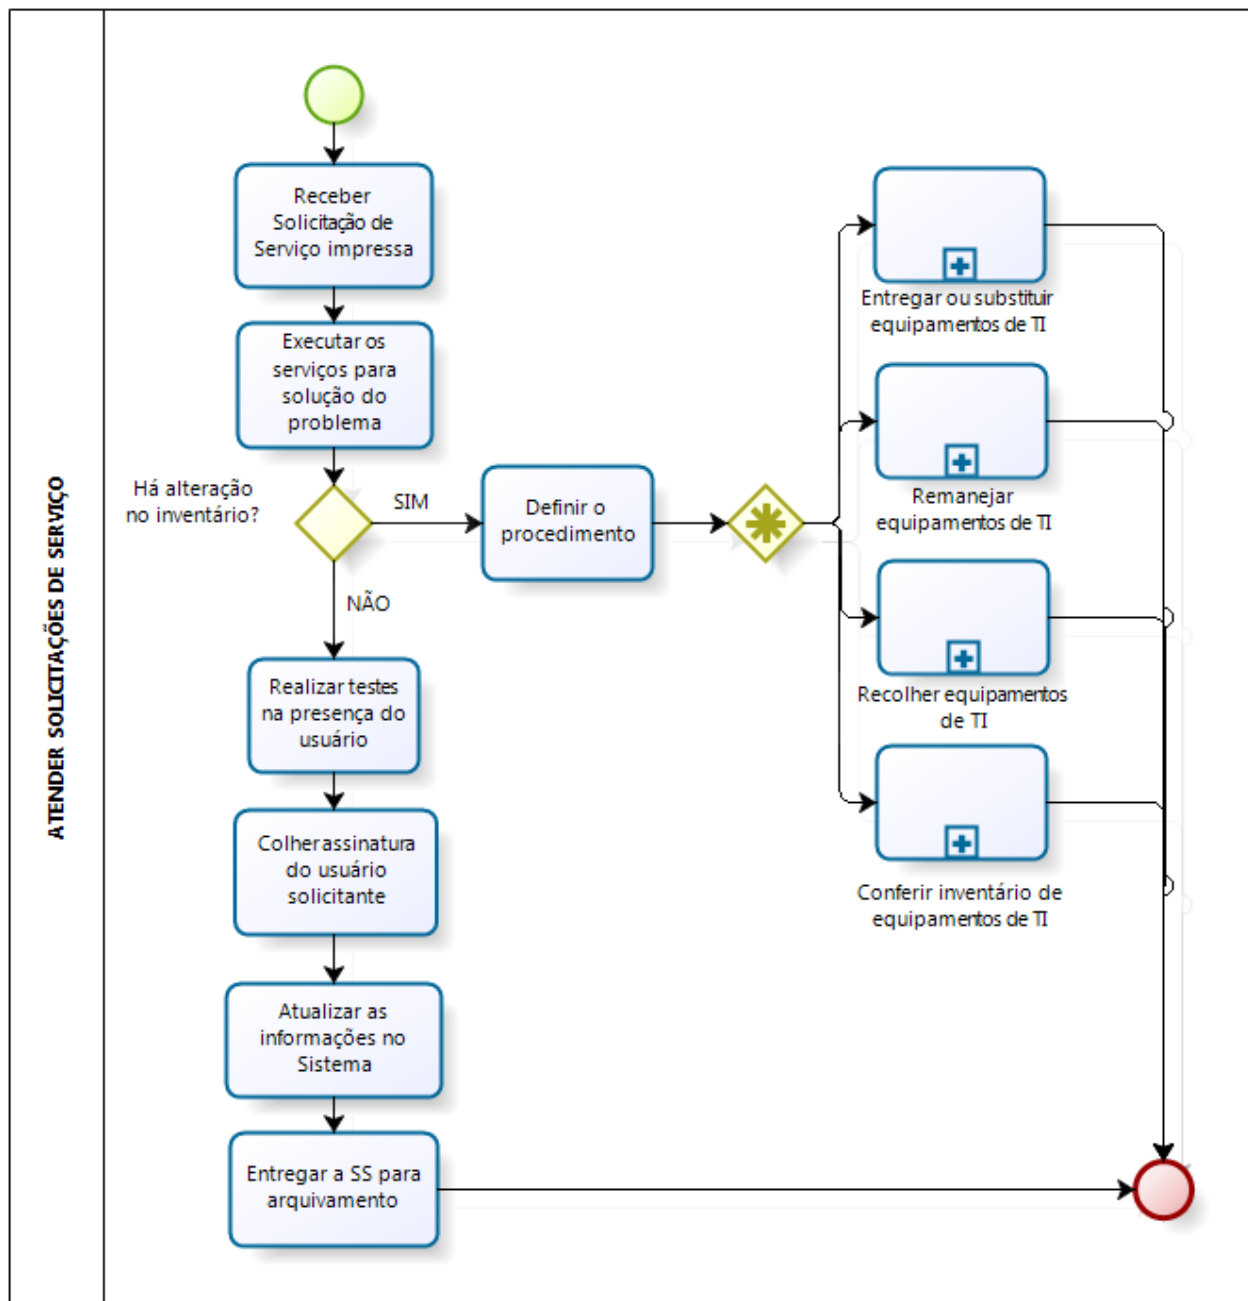 ATENDER SOLICITAÇÕES DE SERVIÇO
Receber
Solicitação de
Serviço impressa
Executar os
serviços para
solução do
problema
Há alteração
no inventário?
SIM
NÃO
Definir o
procedimento
Entregar ou substituir
equipamentos de TI
Remanejar
equipamentos de TI
Recolher equipamentos
de TI
Conferir inventário de
equipamentos de TI
Realizar testes
na presença do
usuário
Colher assinatura
do usuário
solicitante
Atualizar as
informações no
Sistema
Entregar a SS para
arquivamento